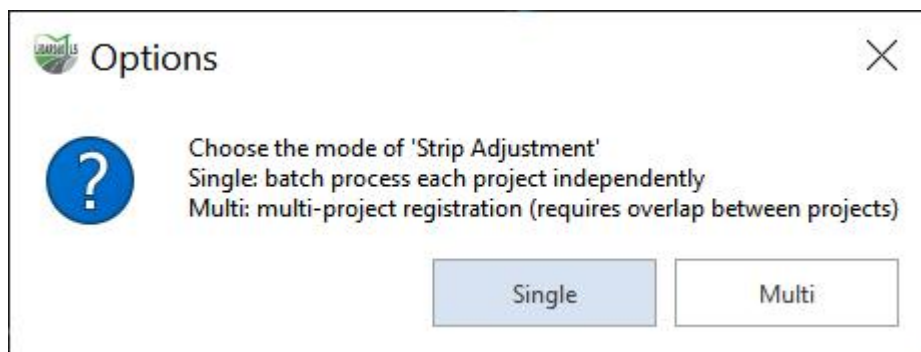 Options
Choose the mode of 'Strip Adjustment'
Single: batch process each project independently
Multi: multi-project registration (requires overlap between projects)
Single
Multi